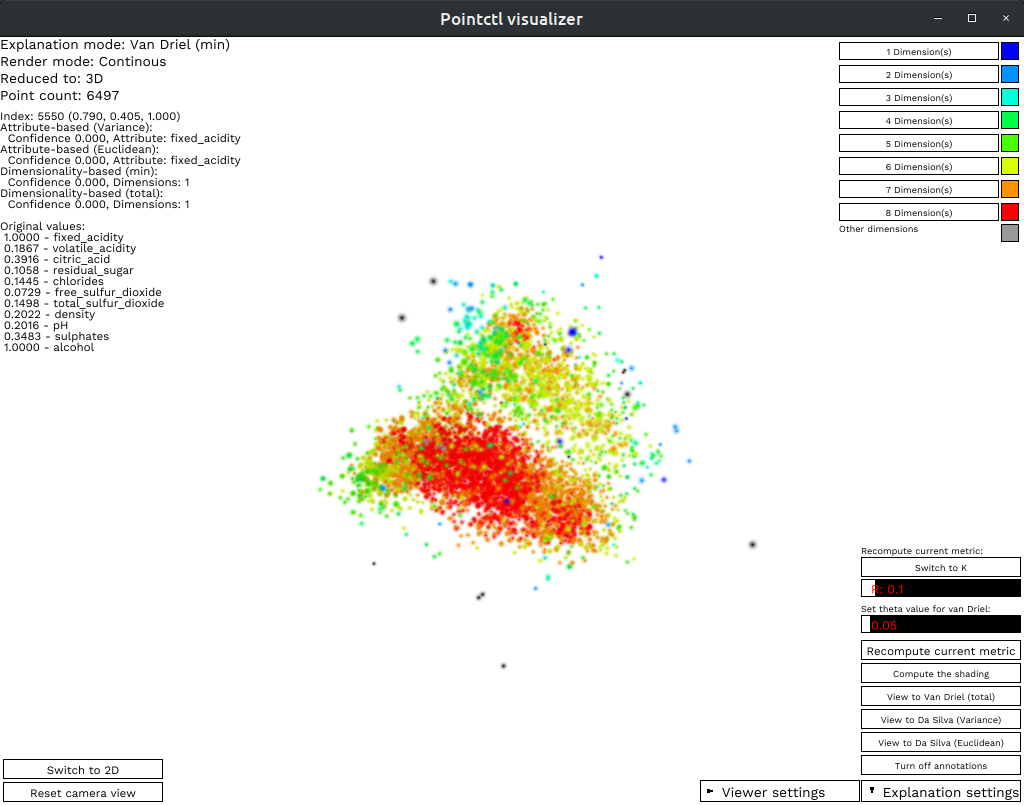 Pointctl visualizer
Explanation mode: Van Driel (min)
Render mode: Continous
Reduced to: 3D
Point count: 6497
Index: 5550 (0.790, 0.405, 1.000)
Attribute-based (Variance):
Confidence 0.000, Attribute: fixed_acidity
Attribute-based (Euclidean):
Confidence 0.000, Attribute: fixed_acidity
Dimensionality-based (min):
Confidence 0.000, Dimensions: 1
Dimensionality-based (total):
Confidence 0.000, Dimensions: 1
Original values:
1.0000 - fixed_acidity
0.1867 - volatile_acidity
0.3916 - citric_acid
0.1058 - residual_sugar
0.1445 - chlorides
0.0729 - free_sulfur_dioxide
0.1498 - total_sulfur_dioxide
0.2022 - density
0.2016 - pH
0.3483 - sulphates
1.0000 - alcohol
1 Dimension(s)
2 Dimension(s)
3 Dimension(s)
4 Dimension(s)
5 Dimension(s)
6 Dimension(s)
7 Dimension(s)
8 Dimension(s)
Other dimensions
Recompute current metric:
Switch to K
R: 0.1
Set theta value for van Driel:
0.05
Recompute current metric
Compute the shading
View to Van Driel (total)
View to Da Silva (Variance)
View to Da Silva (Euclidean)
Turn off annotations
Switch to 2D
Reset camera view
Viewer settings
Explanation settings